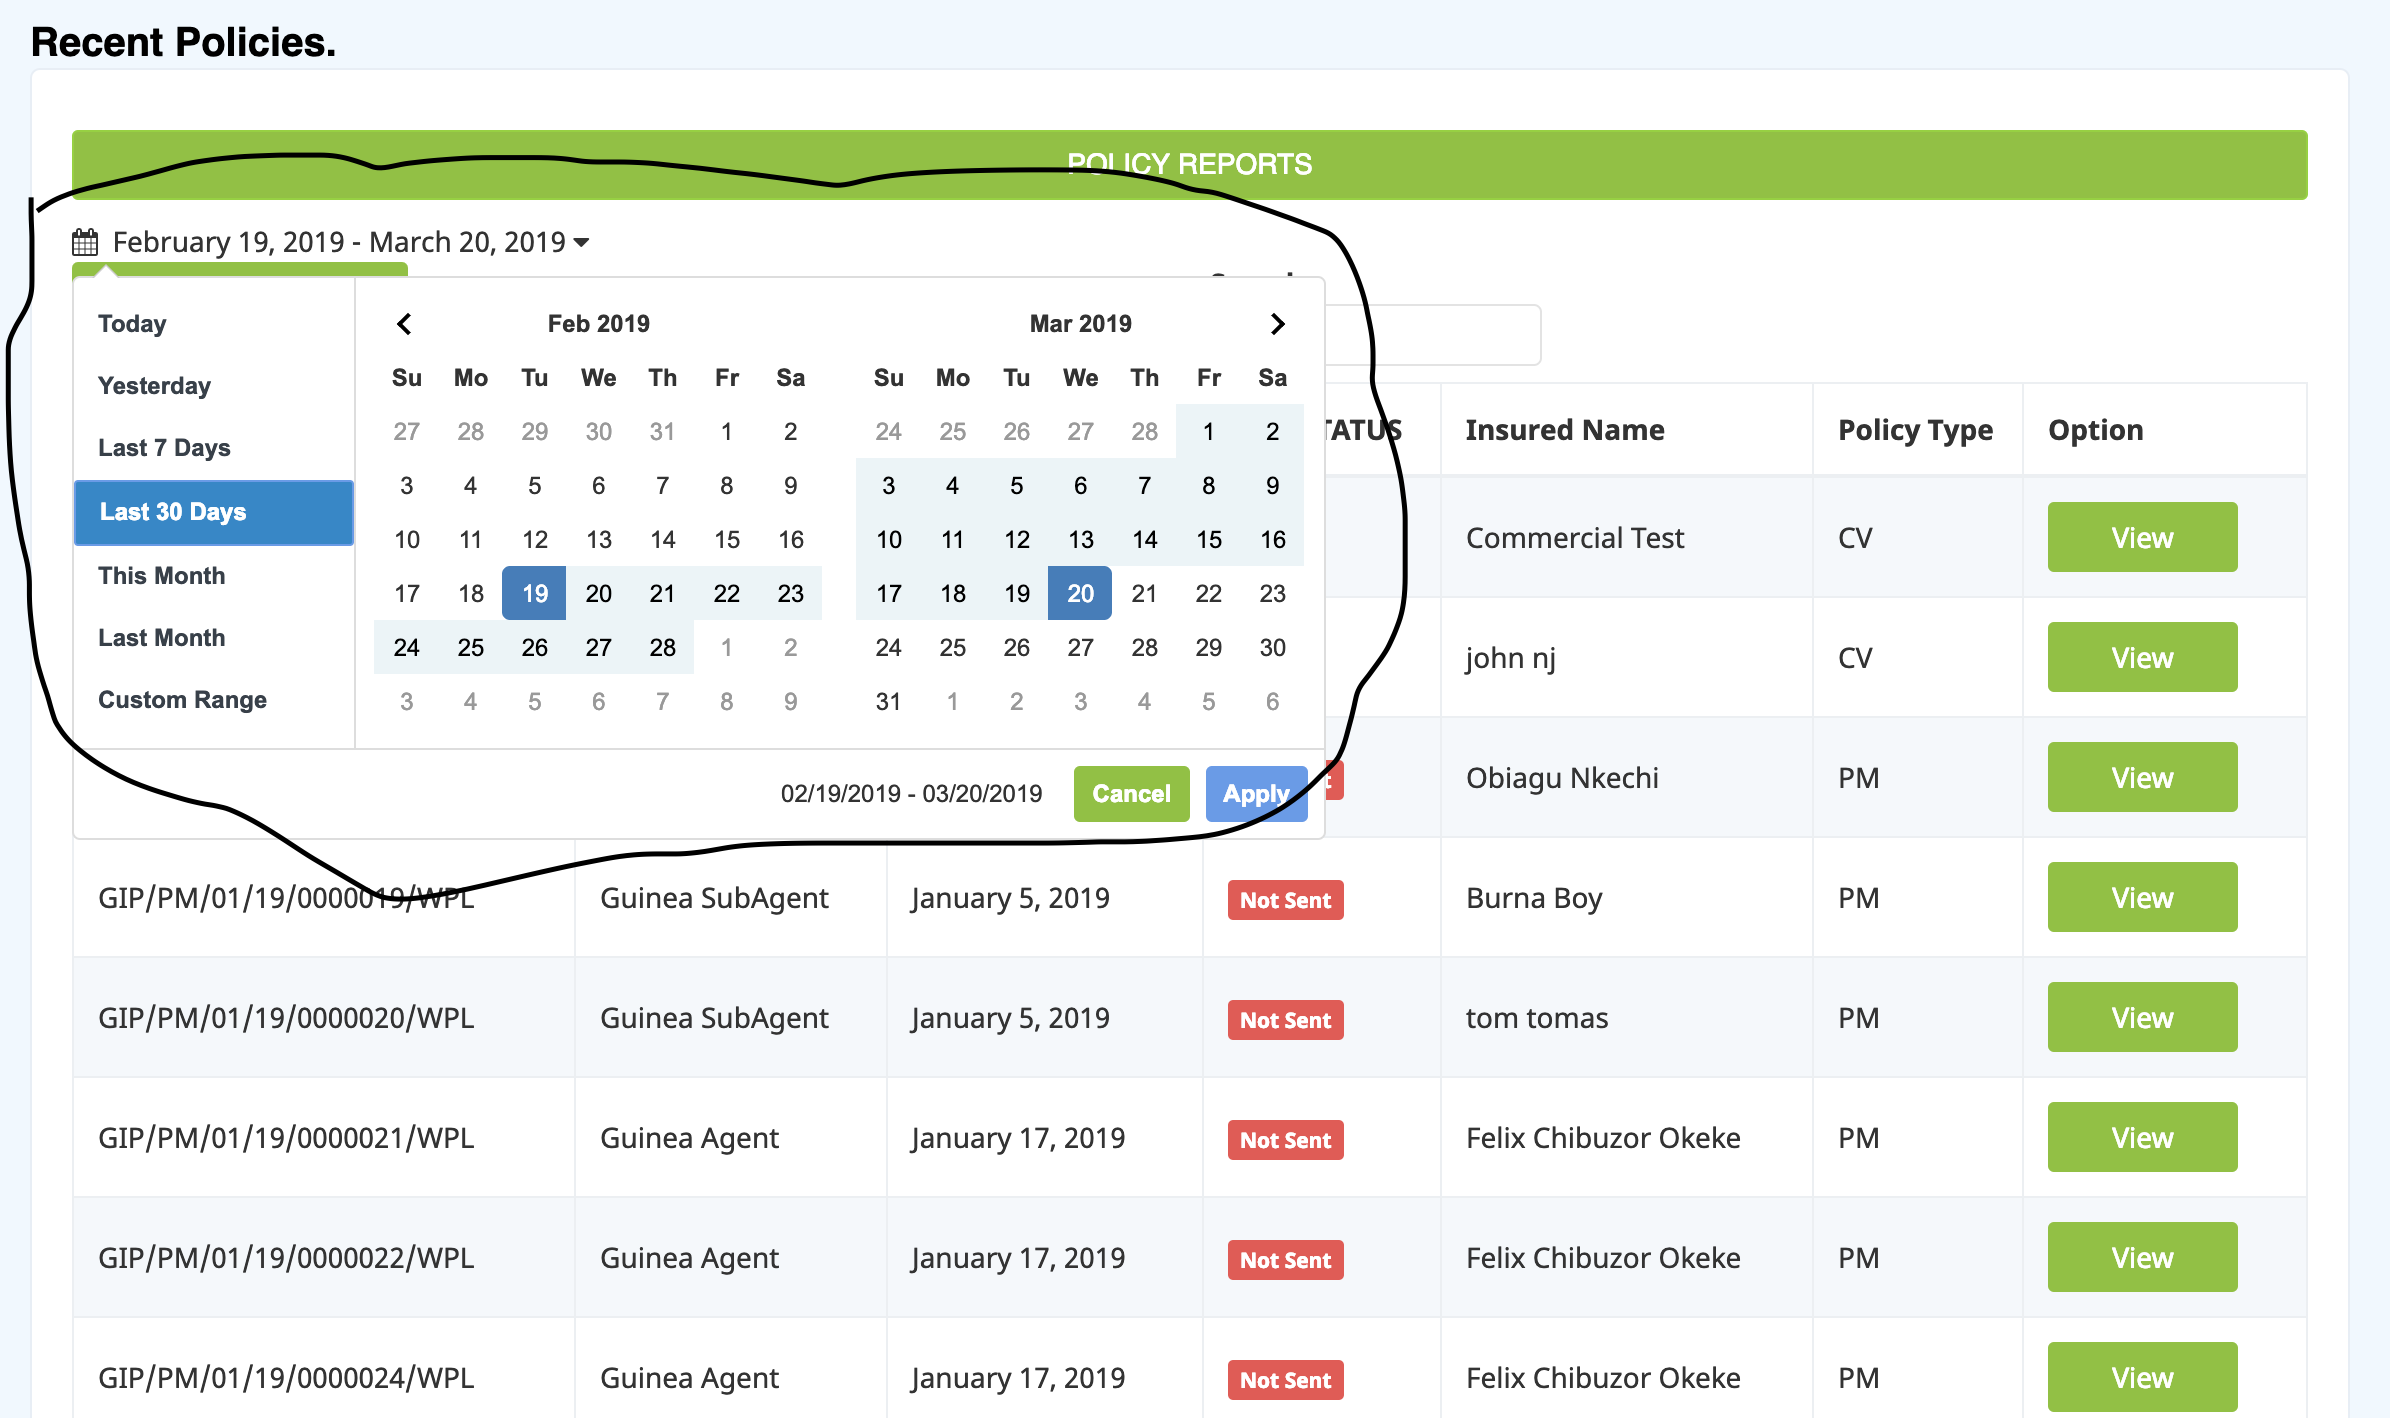 Recent Policies.
POLICY REPORTS
February 19, 2019 - March 20, 2019
Today
Yesterday
Last 7 Days
Last 30 Days
This Month
Last Month
Custom Range
Feb 2019
Su Mo Tu We Th Fr Sa
27 28 29 30 31 1 2
3 4 5 6 7 8 9
10 11 12 13 14 15 16
17 18 19 20 21 22 23
24 25 26 27 28 1 2
3 4 5 6 7 8 9
Mar 2019
Su Mo Tu We Th Fr Sa
24 25 26 27 28 1 2
3 4 5 6 7 8 9
10 11 12 13 14 15 16
17 18 19 20 21 22 23
24 25 26 27 28 29 30
31 1 2 3 4 5 6
02/19/2019 - 03/20/2019 Cancel Apply
TATUS Insured Name Policy Type Option
Commercial Test CV View
john nj CV View
Obiagu Nkechi PM View
GIP/PM/01/19/0000019/WPL Guinea SubAgent January 5, 2019 Not Sent Burna Boy PM View
GIP/PM/01/19/0000020/WPL Guinea SubAgent January 5, 2019 Not Sent tom tomas PM View
GIP/PM/01/19/0000021/WPL Guinea Agent January 17, 2019 Not Sent Felix Chibuzor Okeke PM View
GIP/PM/01/19/0000022/WPL Guinea Agent January 17, 2019 Not Sent Felix Chibuzor Okeke PM View
GIP/PM/01/19/0000024/WPL Guinea Agent January 17, 2019 Not Sent Felix Chibuzor Okeke PM View